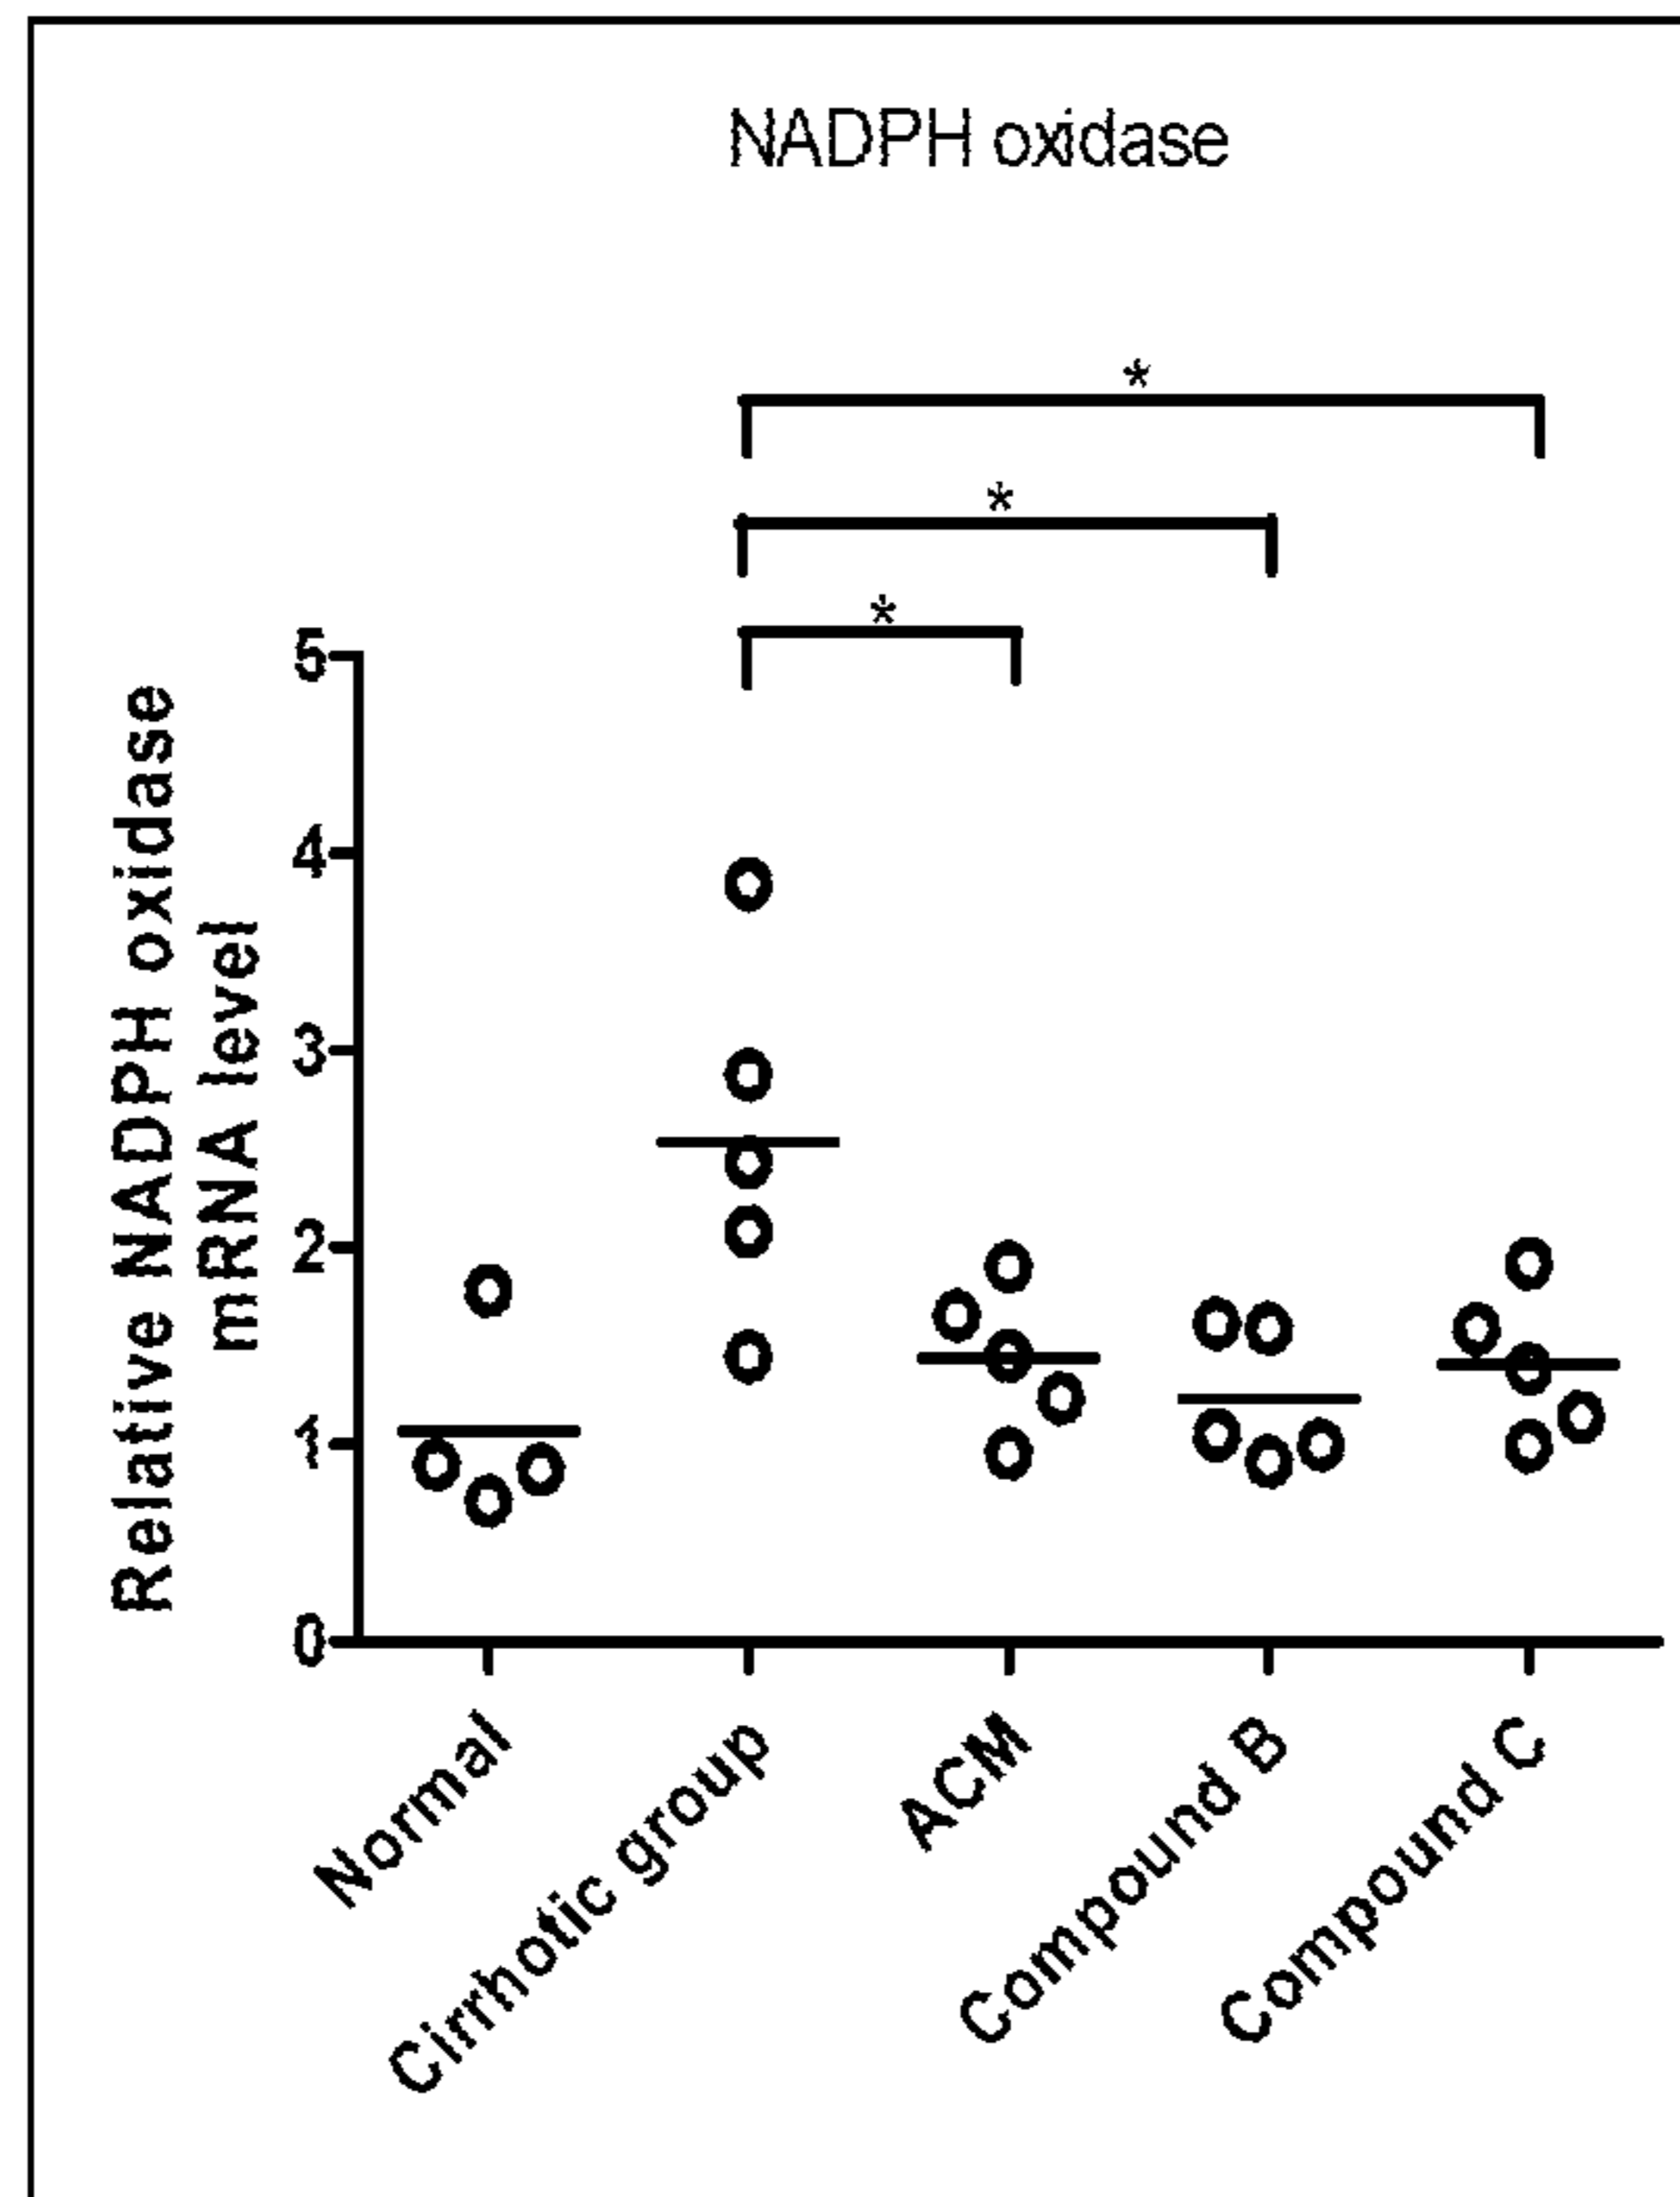 NADPH oxidase
*
*
*
Relative NADPH oxidase
mRNA level
5
4
3
2
1
0
Normal
Cirrhotic group
ACM
Compound B
Compound C